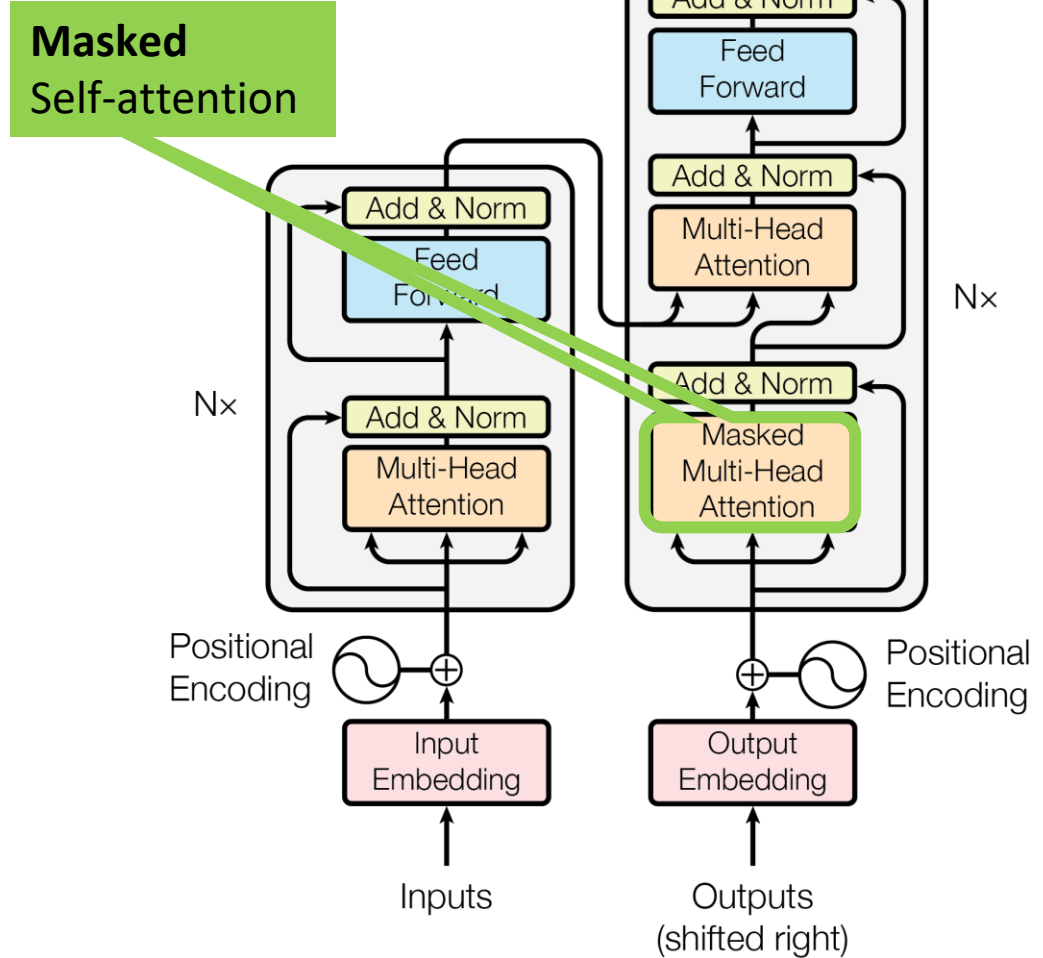 Masked
Self-attention
Add & Norm
Feed
Forward
Add & Norm
Multi-Head
Attention
Nx
Add & Norm
Masked
Multi-Head
Attention
Add & Norm
Feed
Forward
Nx
Add & Norm
Multi-Head
Attention
Positional
Encoding
Input
Embedding
Inputs
Positional
Encoding
Output
Embedding
Outputs
(shifted right)